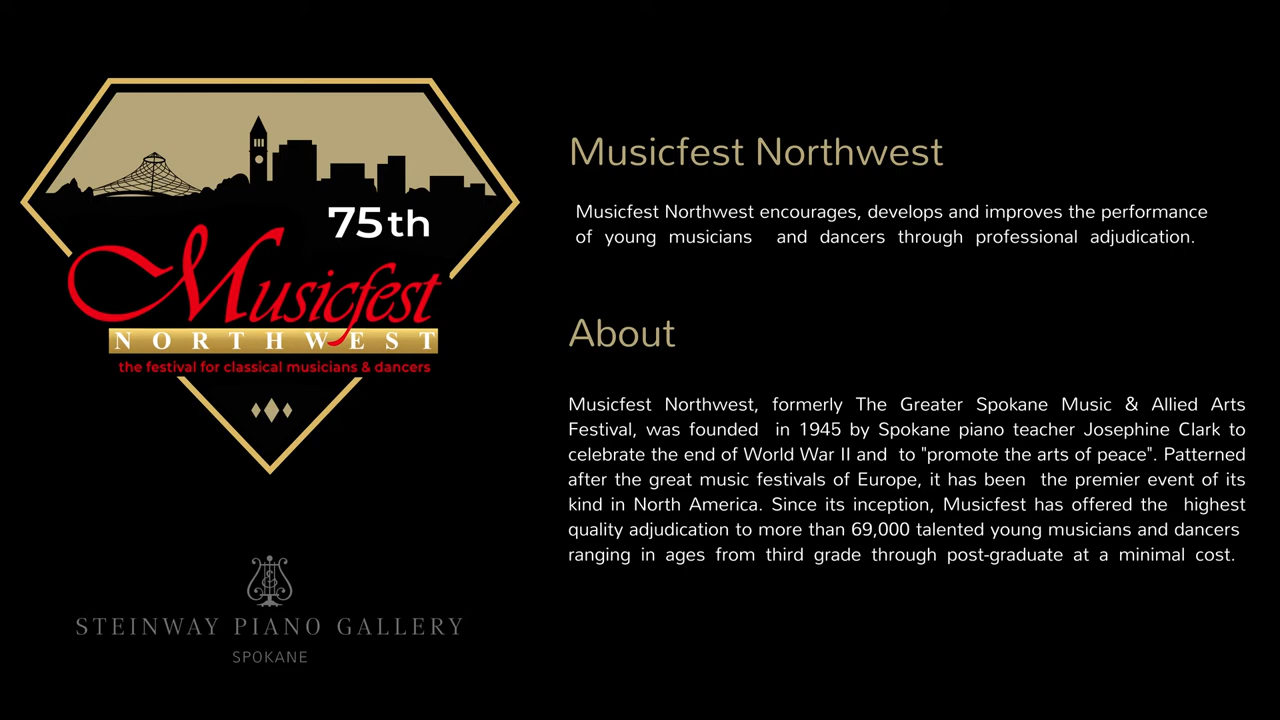 75th
Musicfest
NORTHWEST
the festival for classical musicians & dancers
STEINWAY PIANO GALLERY
SPOKANE
Musicfest Northwest
Musicfest Northwest encourages, develops and improves the performance
of young musicians and dancers through professional adjudication.
About
Musicfest Northwest, formerly The Greater Spokane Music & Allied Arts
Festival, was founded in 1945 by Spokane piano teacher Josephine Clark to
celebrate the end of World War II and to "promote the arts of peace". Patterned
after the great music festivals of Europe, it has been the premier event of its
kind in North America. Since its inception, Musicfest has offered the highest
quality adjudication to more than 69,000 talented young musicians and dancers
ranging in ages from third grade through post-graduate at a minimal cost.